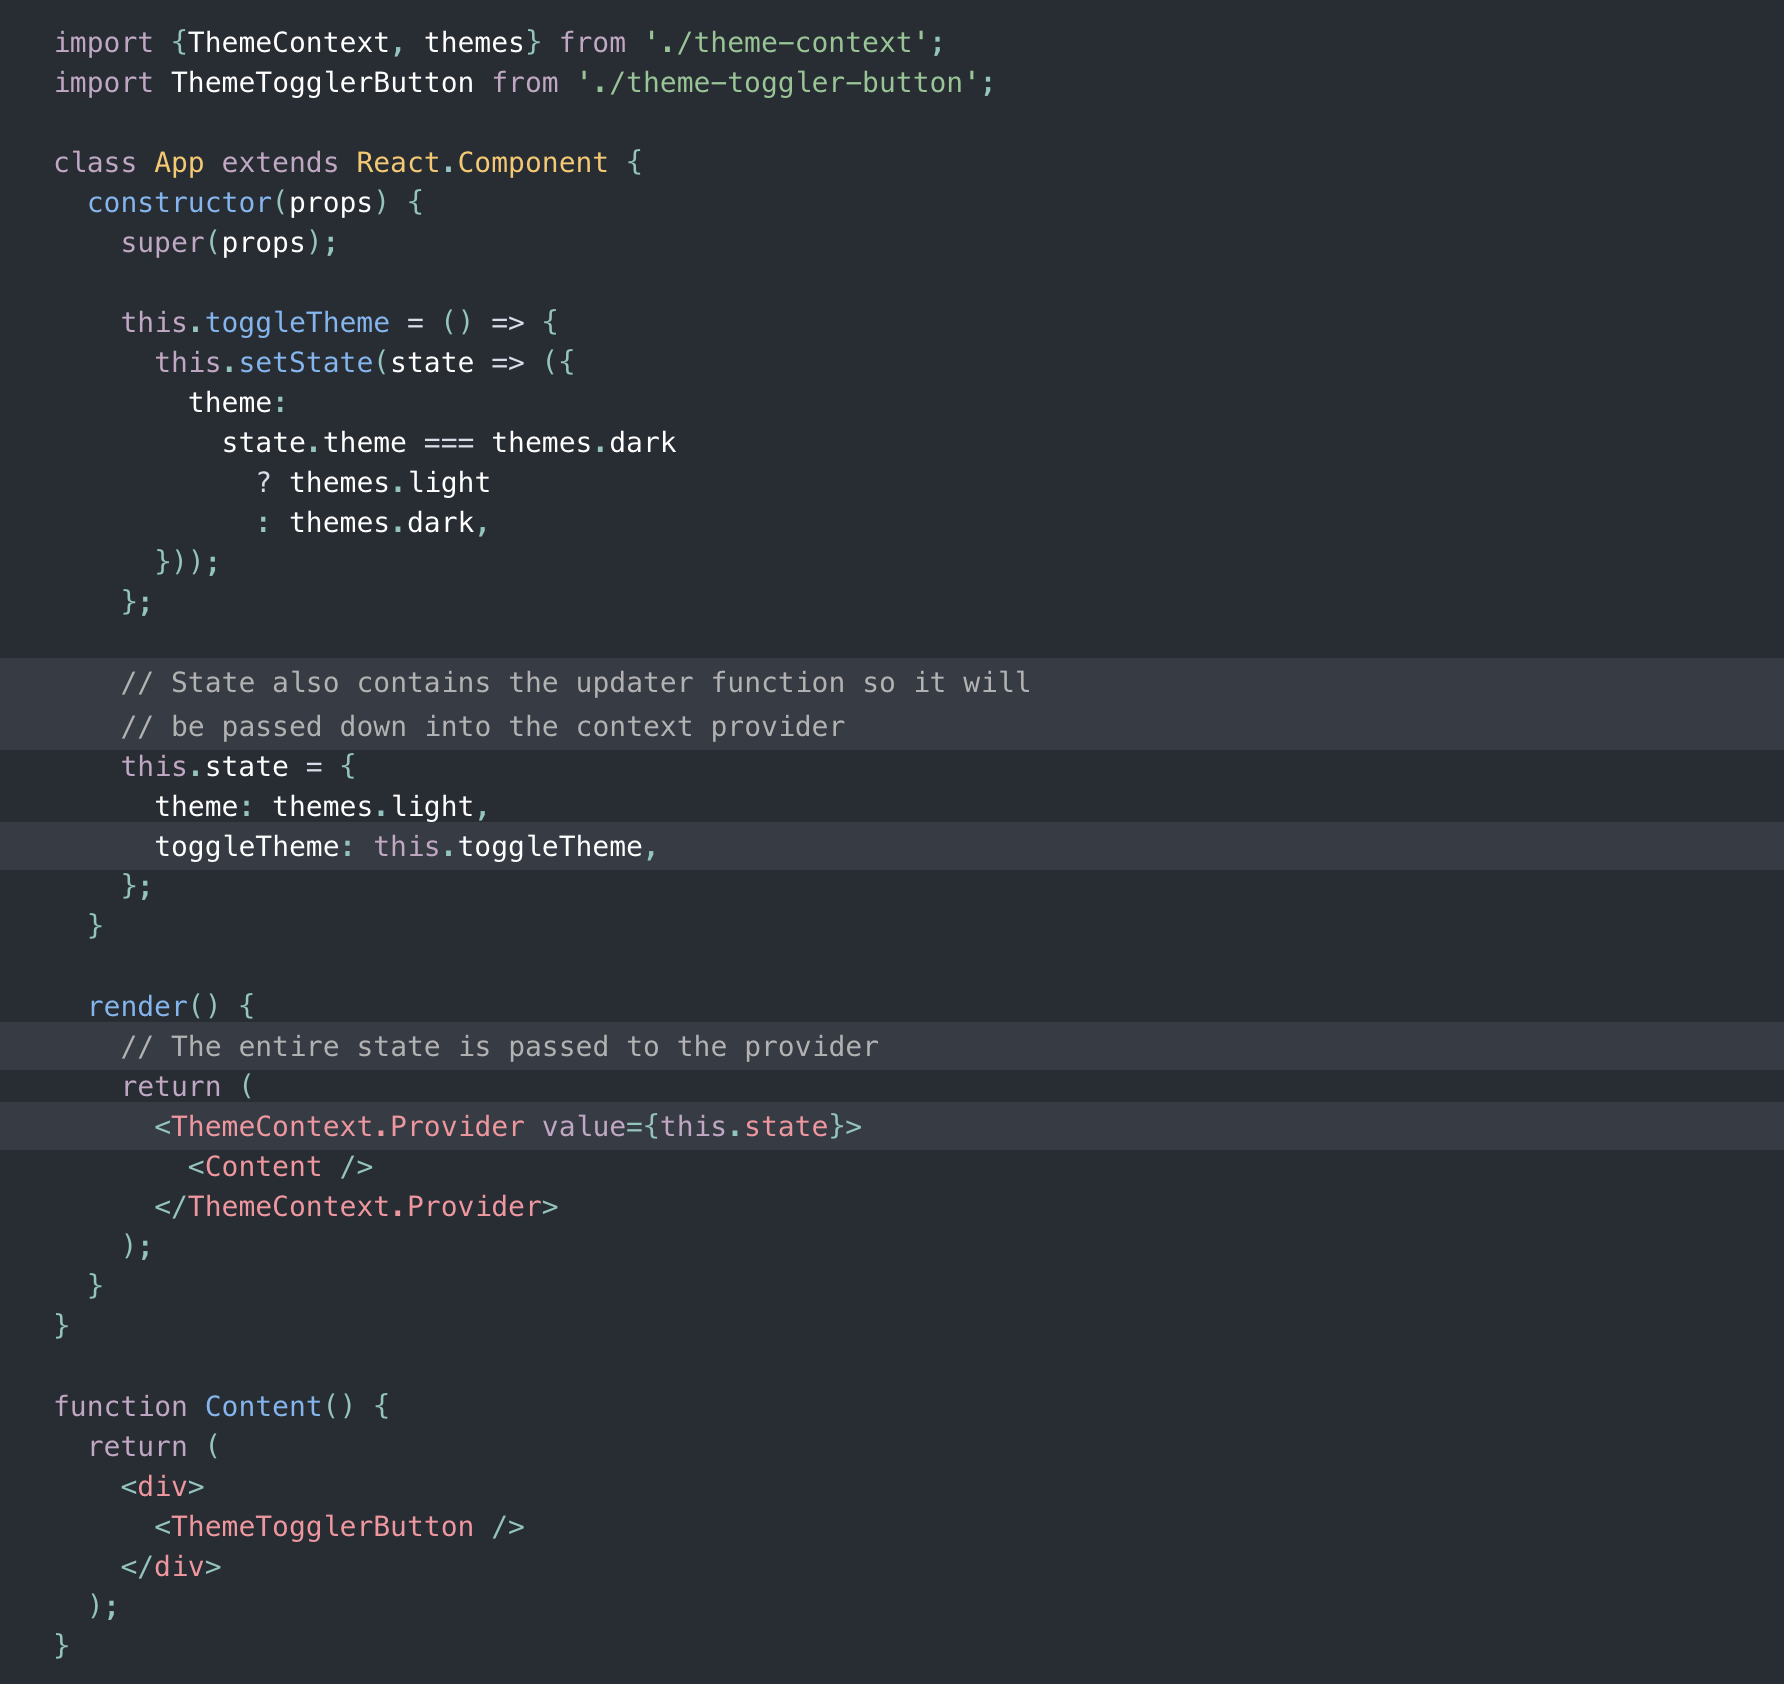 import {ThemeContext, themes} from './theme-context';
import ThemeTogglerButton from './theme-toggler-button';

class App extends React.Component {
  constructor(props) {
    super(props);

    this.toggleTheme = () => {
      this.setState(state => ({
        theme:
          state.theme === themes.dark
            ? themes.light
            : themes.dark,
      }));
    };

    // State also contains the updater function so it will
    // be passed down into the context provider
    this.state = {
      theme: themes.light,
      toggleTheme: this.toggleTheme,
    };
  }

  render() {
    // The entire state is passed to the provider
    return (
      <ThemeContext.Provider value={this.state}>
        <Content />
      </ThemeContext.Provider>
    );
  }
}

function Content() {
  return (
    <div>
      <ThemeTogglerButton />
    </div>
  );
}